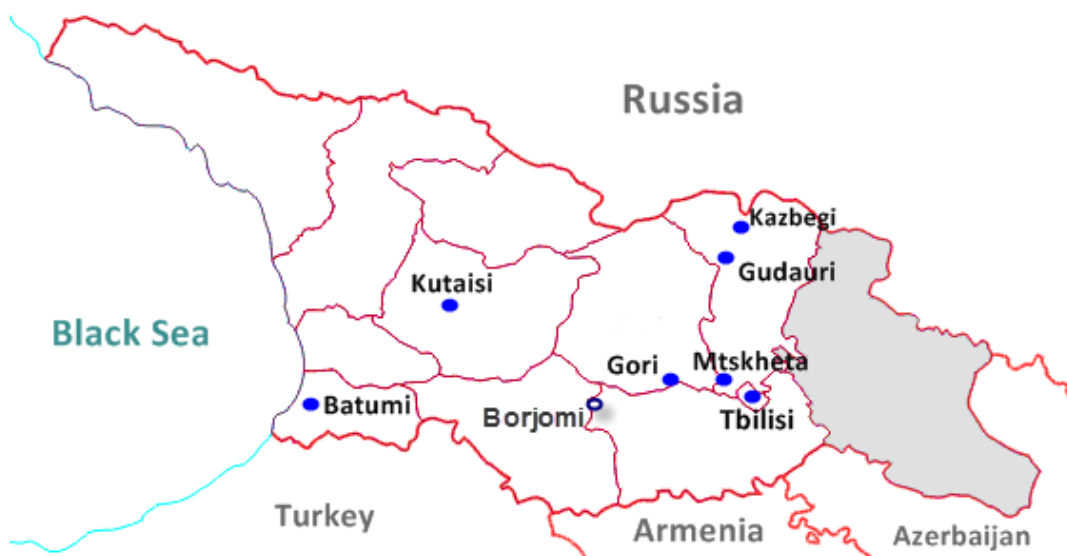 Russia
Kazbegi
Gudauri
Kutaisi
Black Sea
Gori
Mtskheta
Batumi
Borjomi
Tbilisi
Turkey
Armenia
Azerbaijan